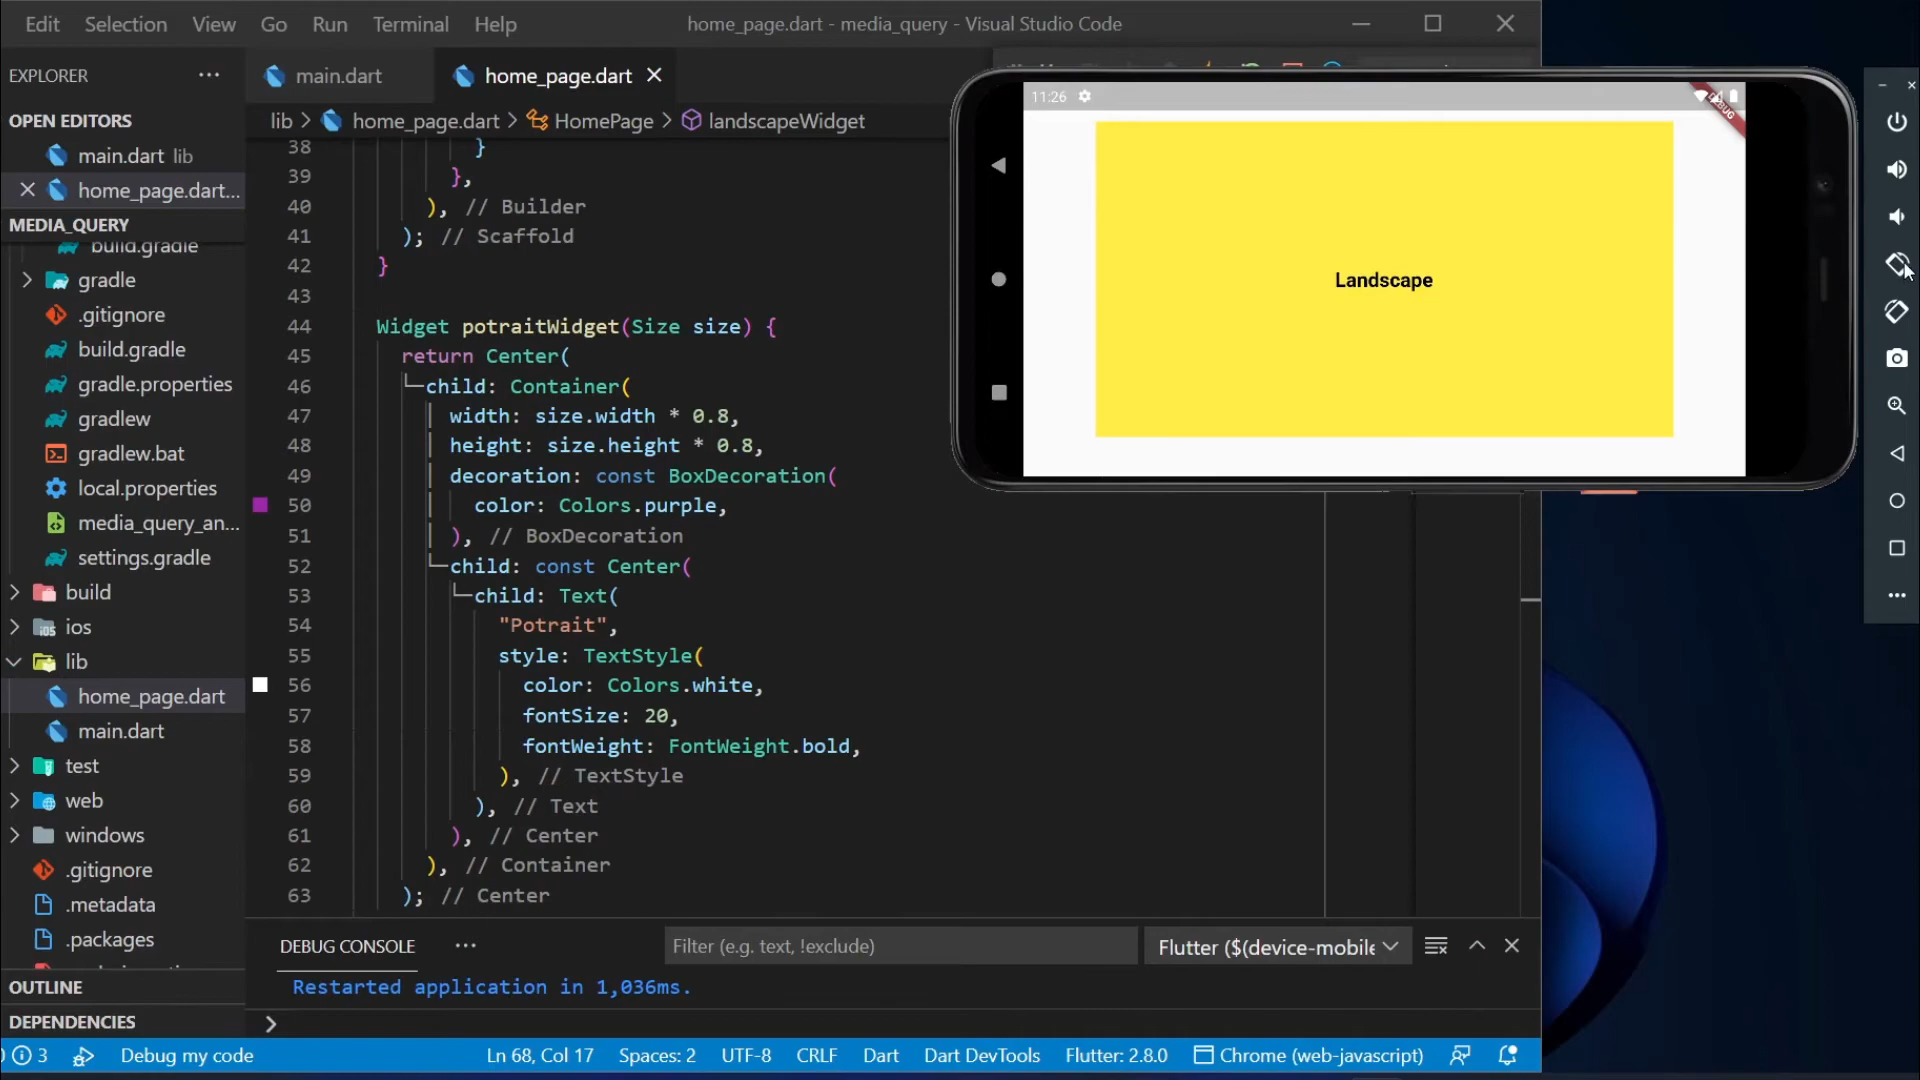 Edit Selection View Go Run Terminal Help
home_page.dart - media_query - Visual Studio Code
EXPLORER
OPEN EDITORS
main.dart lib
home_page.dart...
MEDIA_QUERY
build.gradle
gradle
.gitignore
build.gradle
gradle.properties
gradlew
gradlew.bat
local.properties
media_query_an...
settings.gradle
build
ios
lib
home_page.dart
main.dart
test
web
windows
.gitignore
.metadata
.packages
OUTLINE
DEPENDENCIES
main.dart
home_page.dart
lib > home_page.dart > HomePage > landscapeWidget
38 }
39 },
40 ), // Builder
41 ); // Scaffold
42 }
43
44 Widget potraitWidget(Size size) {
45 return Center(
46 child: Container(
47 width: size.width * 0.8,
48 height: size.height * 0.8,
49 decoration: const BoxDecoration(
50 color: Colors.purple,
51 ), // BoxDecoration
52 child: const Center(
53 child: Text(
54 "Potrait",
55 style: TextStyle(
56 color: Colors.white,
57 fontSize: 20,
58 fontWeight: FontWeight.bold,
59 ), // TextStyle
60 ), // Text
61 ), // Center
62 ), // Container
63 ); // Center
11:26
DEBUG
Landscape
DEBUG CONSOLE
Filter (e.g. text, !exclude)
Flutter ($(device-mobile
Restarted application in 1,036ms.
>
3 Debug my code
Ln 68, Col 17 Spaces: 2 UTF-8 CRLF Dart Dart DevTools Flutter: 2.8.0 Chrome (web-javascript)